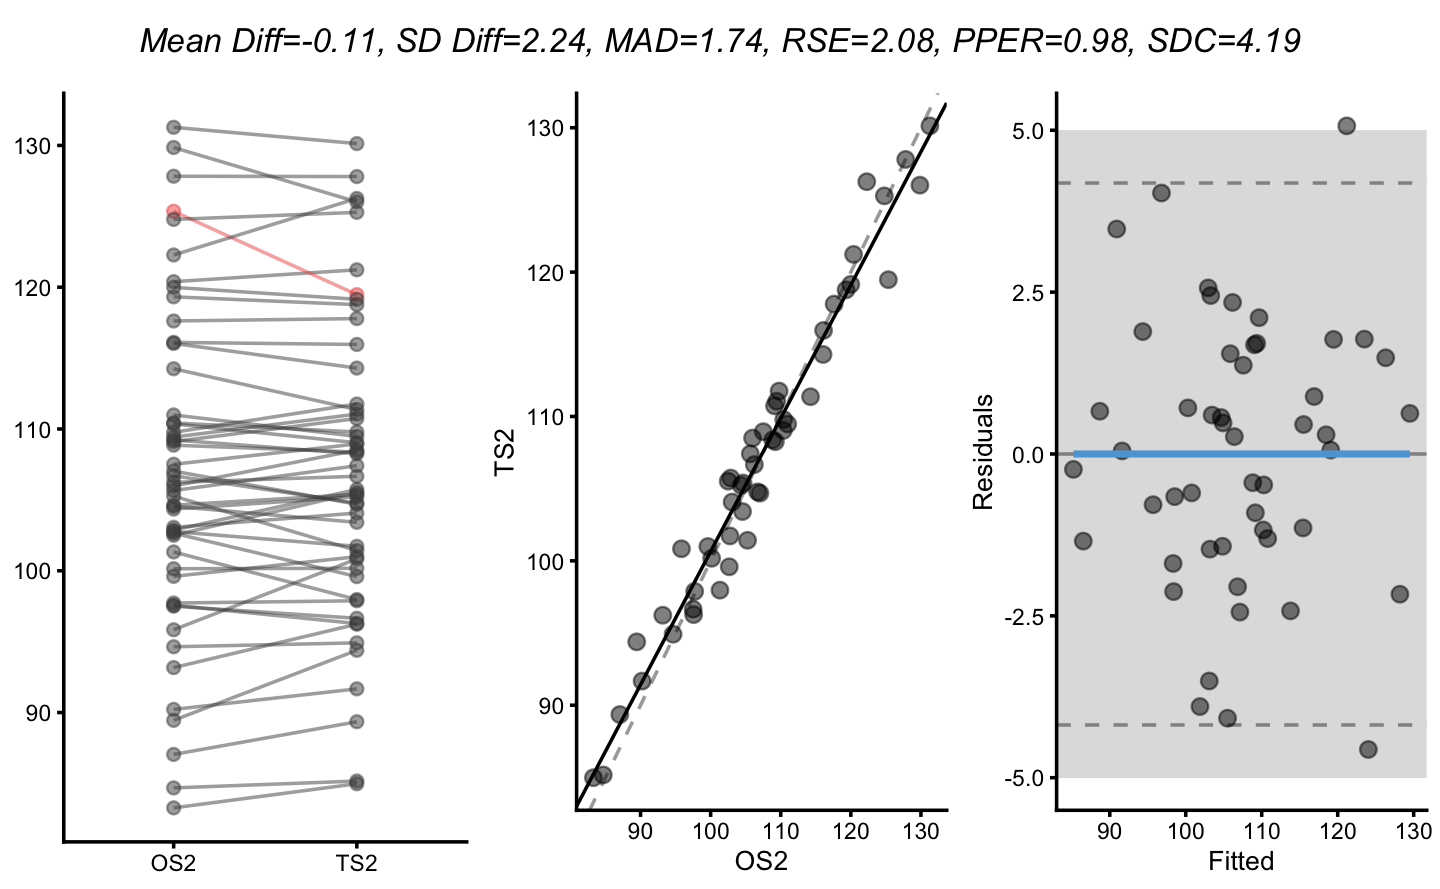 Mean Diff=-0.11, SD Diff=2.24, MAD=1.74, RSE=2.08, PPER=0.98, SDC=4.19
130
120
110
100
90
OS2 TS2
TS2
130
120
110
100
90
90 100 110 120 130
OS2
Residuals
5.0
2.5
0.0
-2.5
-5.0
90 100 110 120 130
Fitted